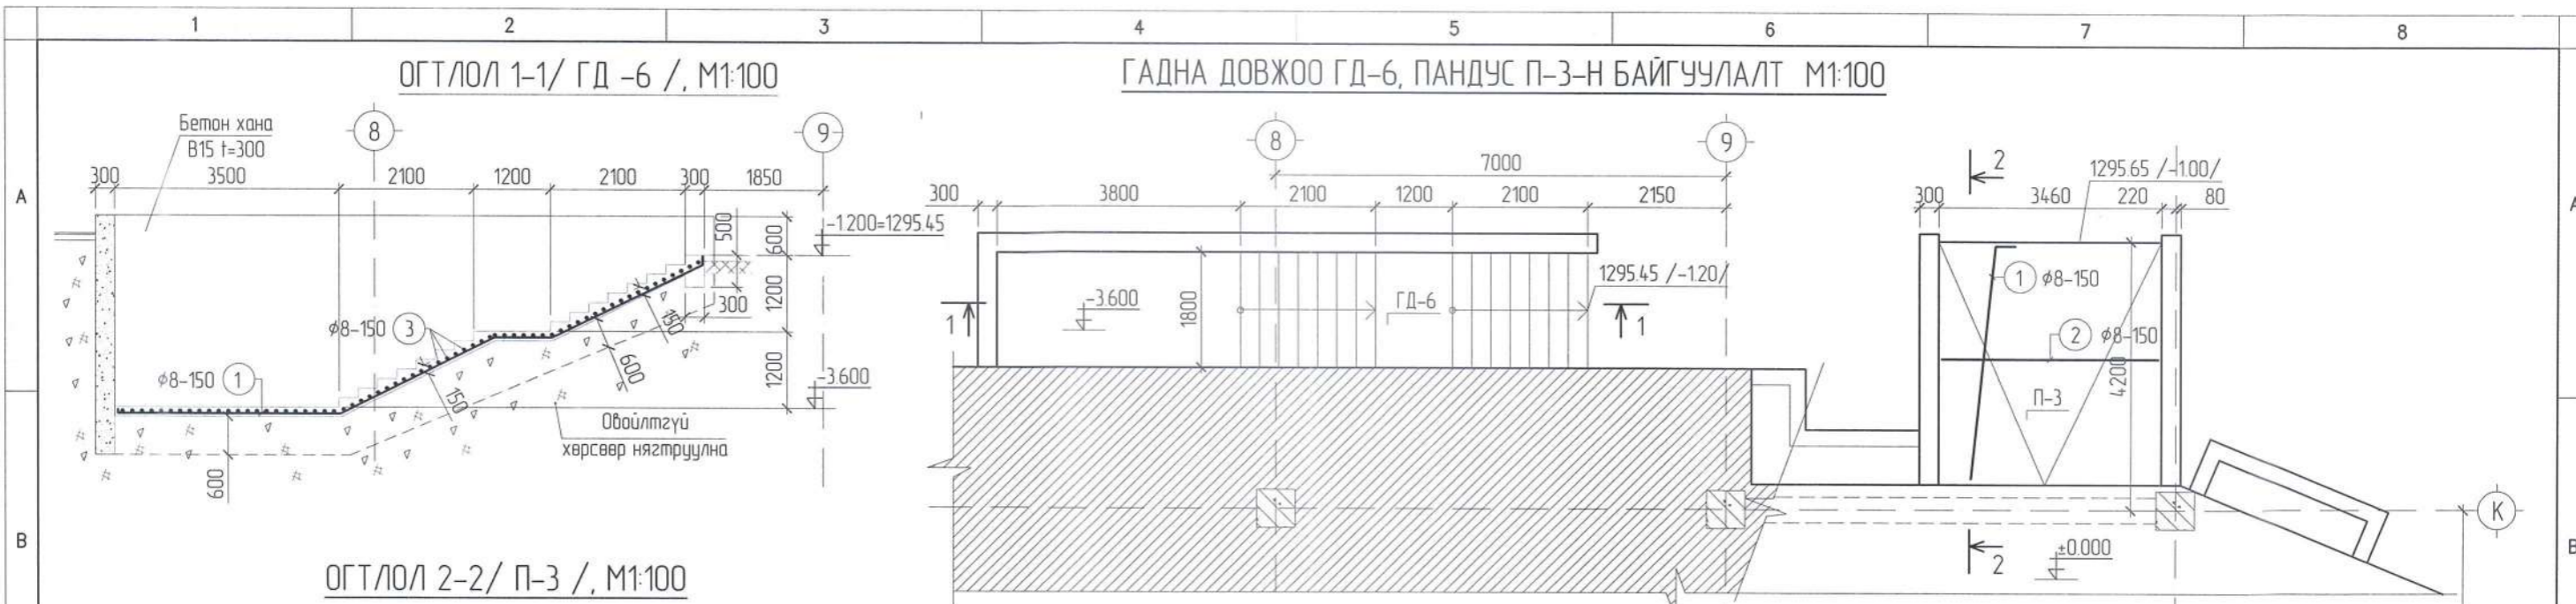 1 2 3 4 5 6 7 8
ОГТЛОЛ 1-1/ ГД -6 /, М1:100
Бетон хана
B15 t=300
8
9
300 3500 2100 1200 2100 300 1850
500
600
-1.200=1295.45
1200
300
150
ϕ8-150 3
600
1200
-3.600
ϕ8-150 1
150
Овойлтгүй
хөрсөөр нягтруулна
600
ОГТЛОЛ 2-2/ П-3 /, М1:100
ГАДНА ДОВЖОО ГД-6, ПАНДУС П-3-Н БАЙГУУЛАЛТ М1:100
8
9
7000
300 3800 2100 1200 2100 2150
1295.45 /-1.20/
-3.600
1800
ГД-6
1
1
2
1295.65 /-1.00/
300 3460 220 80
1 ϕ8-150
2 ϕ8-150
4200
П-3
K
±0.000
2
A
A
B
B